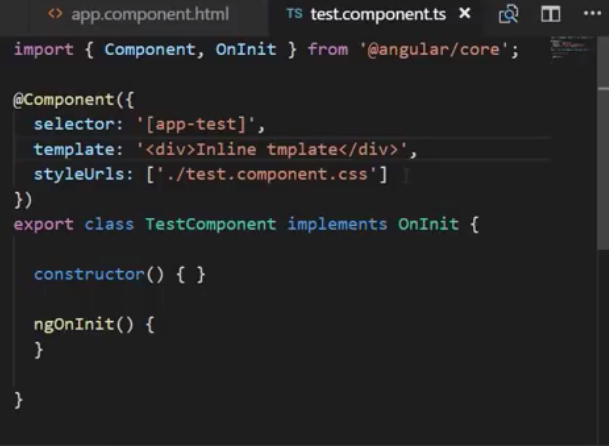 <> app.component.html TS test.component.ts × ...
import { Component, OnInit } from '@angular/core';
@Component({
  selector: '[app-test]',
  template: '<div>Inline tmplate</div>',
  styleUrls: ['./test.component.css']
})
export class TestComponent implements OnInit {
  constructor() { }
  ngOnInit() {
  }
}